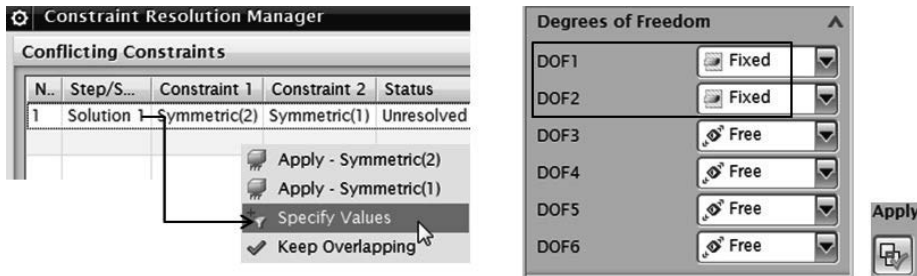 Constraint Resolution Manager
Conflicting Constraints
N.. Step/S... Constraint 1 Constraint 2 Status
1 Solution 1 Symmetric(2) Symmetric(1) Unresolved
Apply - Symmetric(2)
Apply - Symmetric(1)
Specify Values
Keep Overlapping
Degrees of Freedom
DOF1 Fixed
DOF2 Fixed
DOF3 Free
DOF4 Free
DOF5 Free
DOF6 Free
Apply